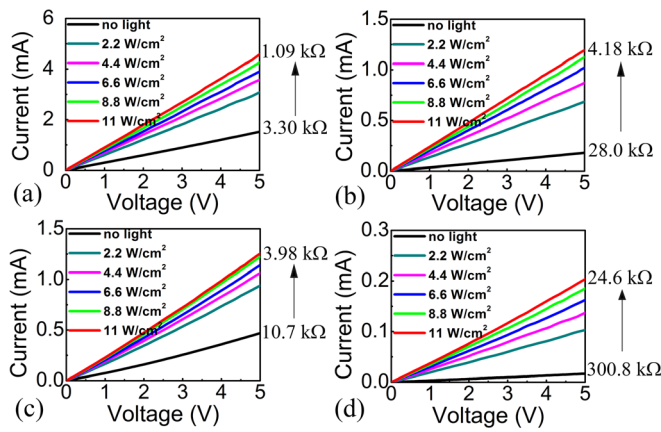 Current (mA)
6
4
2
0
no light
2.2 W/cm²
4.4 W/cm²
6.6 W/cm²
8.8 W/cm²
11 W/cm²
1.09 kΩ
3.30 kΩ
0 1 2 3 4 5
Voltage (V)
(a)
Current (mA)
1.5
1.0
0.5
0.0
no light
2.2 W/cm²
4.4 W/cm²
6.6 W/cm²
8.8 W/cm²
11 W/cm²
4.18 kΩ
28.0 kΩ
0 1 2 3 4 5
Voltage (V)
(b)
Current (mA)
1.5
1.0
0.5
0.0
no light
2.2 W/cm²
4.4 W/cm²
6.6 W/cm²
8.8 W/cm²
11 W/cm²
3.98 kΩ
10.7 kΩ
0 1 2 3 4 5
Voltage (V)
(c)
Current (mA)
0.3
0.2
0.1
0.0
no light
2.2 W/cm²
4.4 W/cm²
6.6 W/cm²
8.8 W/cm²
11 W/cm²
24.6 kΩ
300.8 kΩ
0 1 2 3 4 5
Voltage (V)
(d)